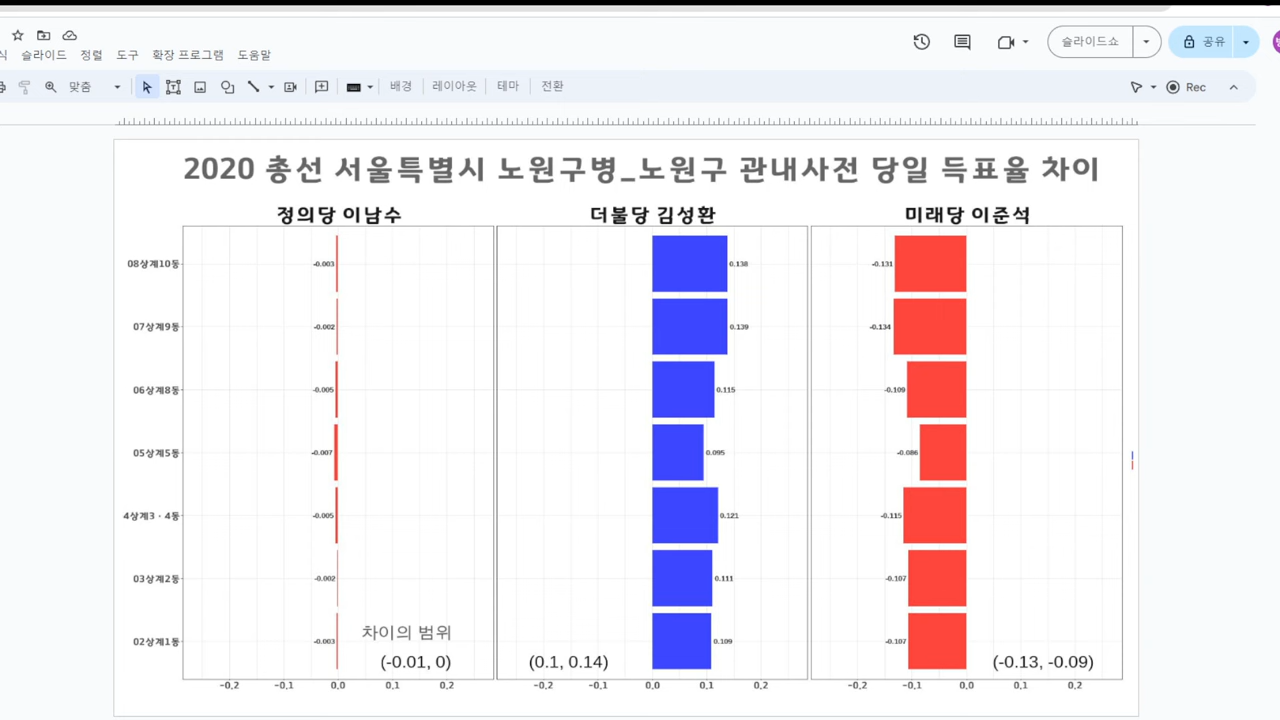 식 슬라이드 정렬 도구 확장 프로그램 도움말
슬라이드쇼
공유
맞춤
배경 레이아웃 테마 전환
Rec
2020 총선 서울특별시 노원구병_노원구 관내사전 당일 득표율 차이
정의당 이남수 더불당 김성환 미래당 이준석
08상계10동 -0.003 0.138 -0.131
07상계9동 -0.002 0.139 -0.134
06상계8동 -0.005 0.115 -0.109
05상계5동 -0.007 0.095 -0.086
4상계3·4동 -0.005 0.121 -0.115
03상계2동 -0.002 0.111 -0.107
02상계1동 -0.003 0.109 -0.107
차이의 범위
(-0.01, 0) (0.1, 0.14) (-0.13, -0.09)
-0.2 -0.1 0.0 0.1 0.2 -0.2 -0.1 0.0 0.1 0.2 -0.2 -0.1 0.0 0.1 0.2